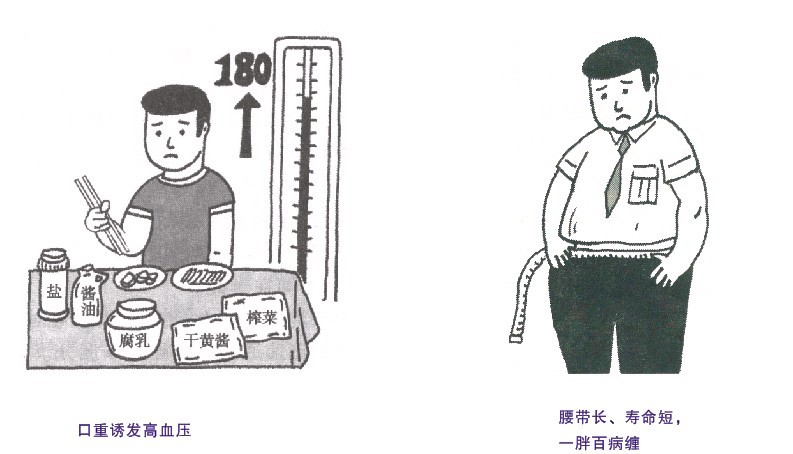 180
盐
酱油
腐乳
干黄酱
榨菜
口重诱发高血压
腰带长、寿命短，
一胖百病缠